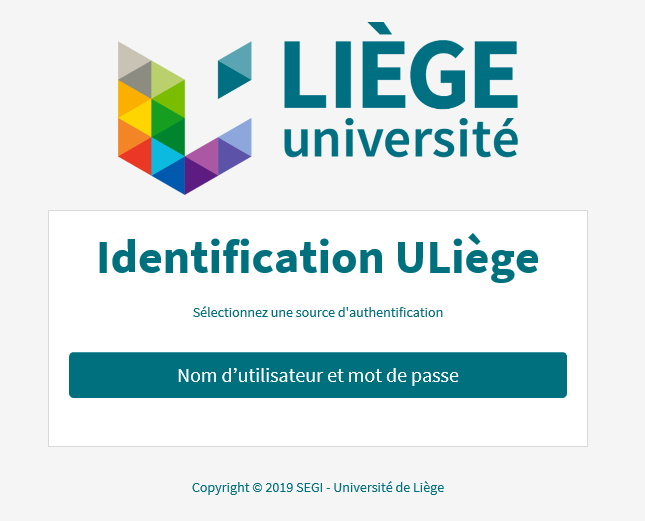 LIÈGE
université
Identification ULiège
Sélectionnez une source d'authentification
Nom d’utilisateur et mot de passe
Copyright © 2019 SEGI - Université de Liège